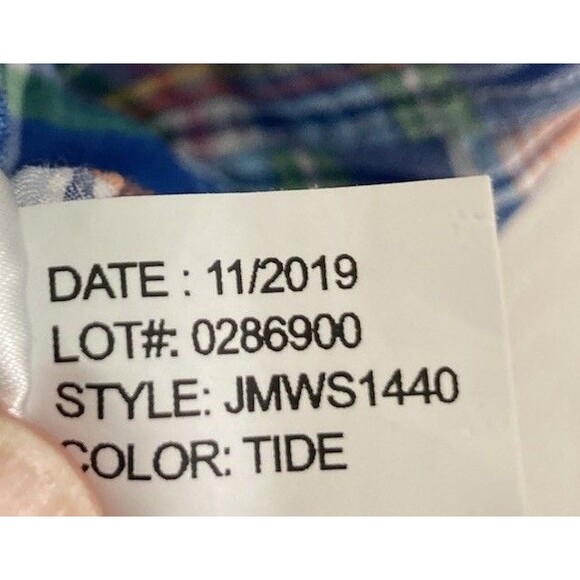 DATE : 11/2019
LOT#: 0286900
STYLE: JMWS1440
COLOR: TIDE